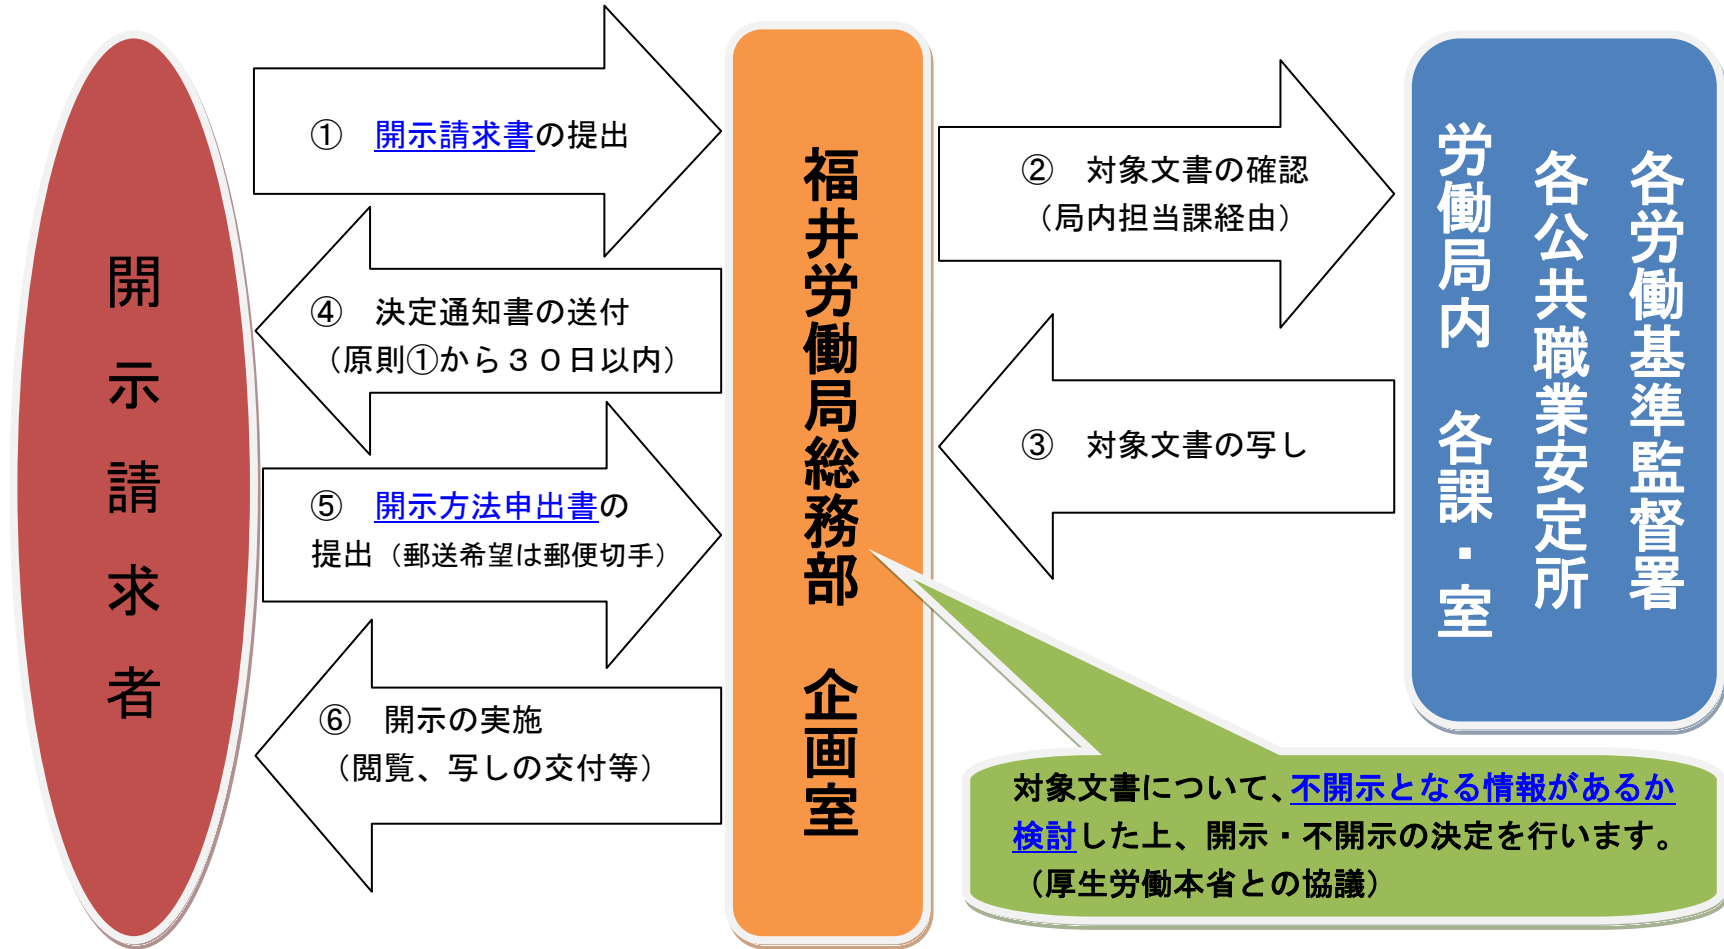 開示請求者
①　開示請求書の提出
④　決定通知書の送付
（原則①から３０日以内）
⑤　開示方法申出書の
提出（郵送希望は郵便切手）
⑥　開示の実施
（閲覧、写しの交付等）
福井労働局総務部　企画室
②　対象文書の確認
（局内担当課経由）
③　対象文書の写し
各労働基準監督署
各公共職業安定所
労働局内　各課・室
対象文書について、不開示となる情報があるか
検討した上、開示・不開示の決定を行います。
（厚生労働本省との協議）